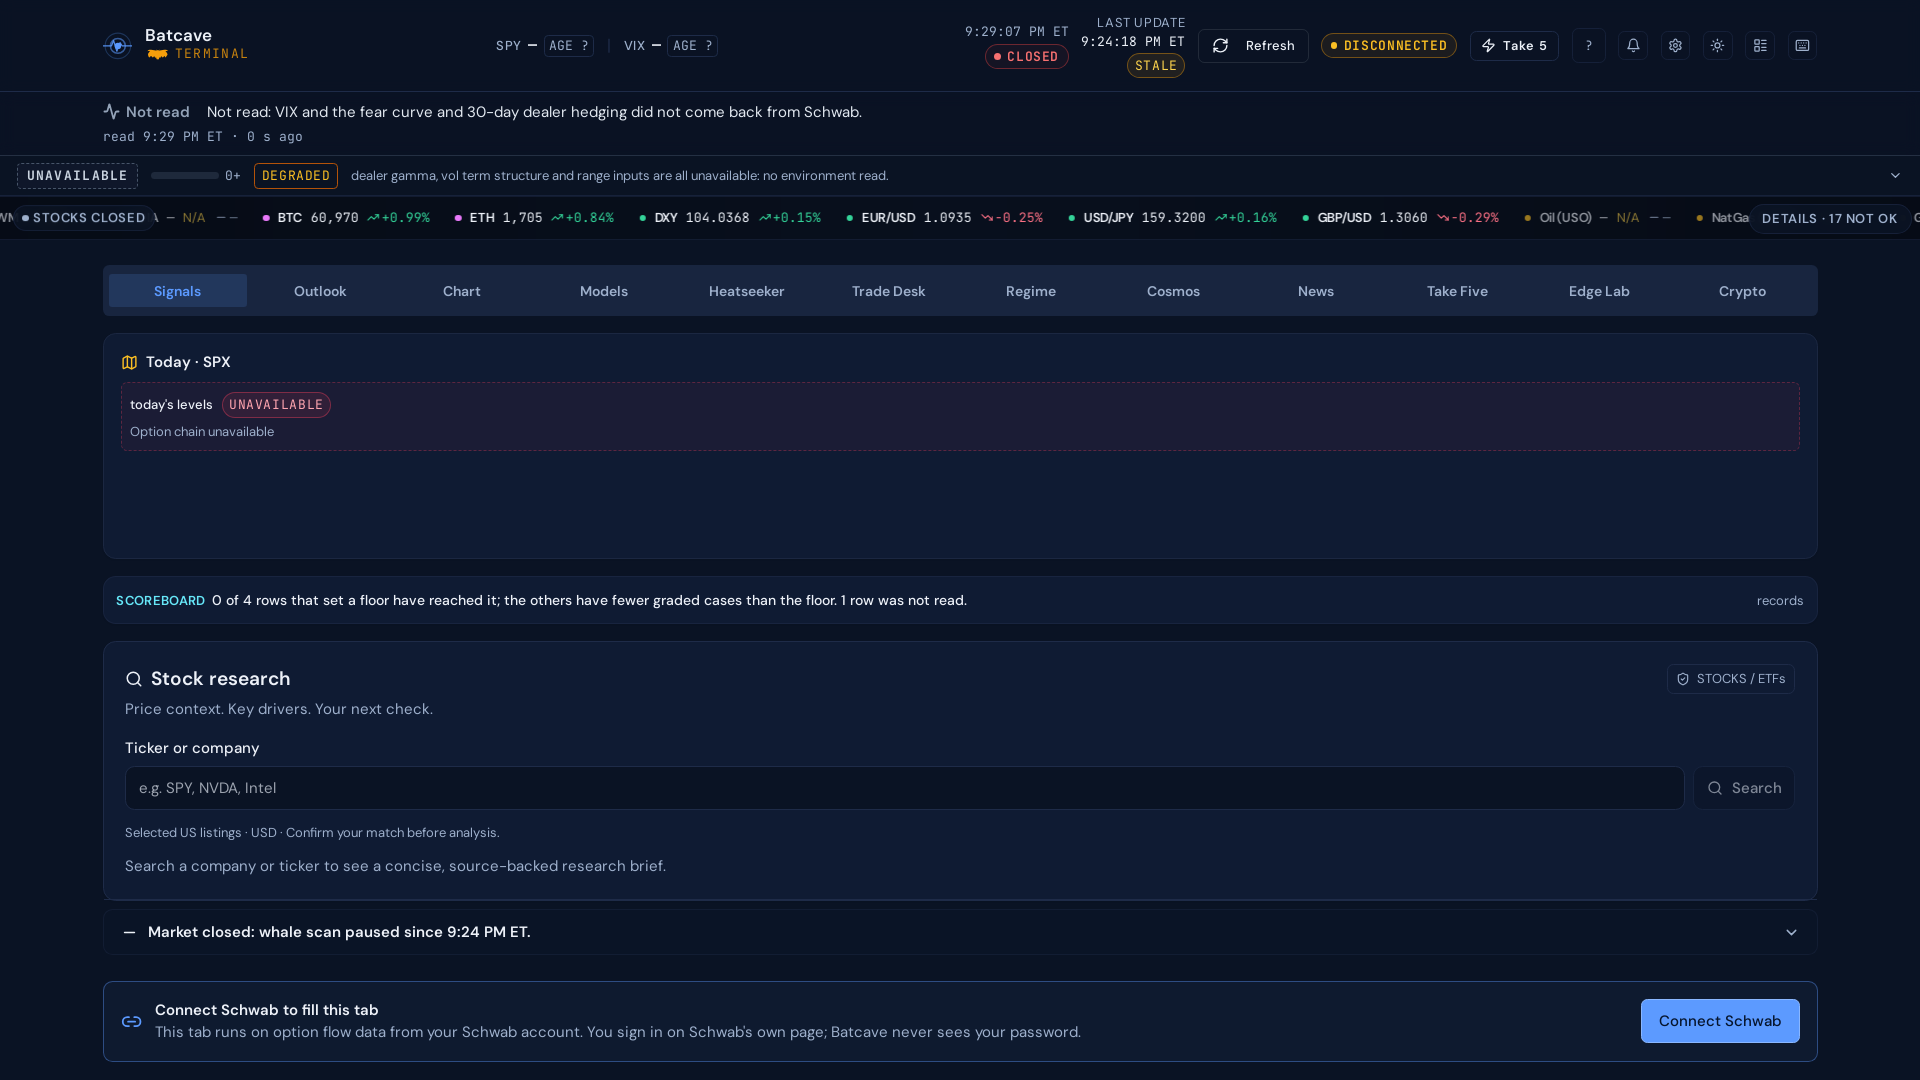 Batcave
TERMINAL
SPY — AGE ? | VIX — AGE ?
9:29:07 PM ET
CLOSED
LAST UPDATE
9:24:18 PM ET
STALE
Refresh
DISCONNECTED
Take 5
?
Not read Not read: VIX and the fear curve and 30-day dealer hedging did not come back from Schwab.
read 9:29 PM ET · 0 s ago
UNAVAILABLE 0+ DEGRADED dealer gamma, vol term structure and range inputs are all unavailable: no environment read.
STOCKS CLOSED — N/A — — BTC 60,970 +0.99% ETH 1,705 +0.84% DXY 104.0368 +0.15% EUR/USD 1.0935 -0.25% USD/JPY 159.3200 +0.16% GBP/USD 1.3060 -0.29% Oil (USO) — N/A — — NatGa DETAILS · 17 NOT OK
Signals Outlook Chart Models Heatseeker Trade Desk Regime Cosmos News Take Five Edge Lab Crypto
Today · SPX
today's levels UNAVAILABLE
Option chain unavailable
SCOREBOARD 0 of 4 rows that set a floor have reached it; the others have fewer graded cases than the floor. 1 row was not read. records
Stock research
STOCKS / ETFs
Price context. Key drivers. Your next check.
Ticker or company
e.g. SPY, NVDA, Intel
Search
Selected US listings · USD · Confirm your match before analysis.
Search a company or ticker to see a concise, source-backed research brief.
— Market closed: whale scan paused since 9:24 PM ET.
Connect Schwab to fill this tab
This tab runs on option flow data from your Schwab account. You sign in on Schwab's own page; Batcave never sees your password.
Connect Schwab